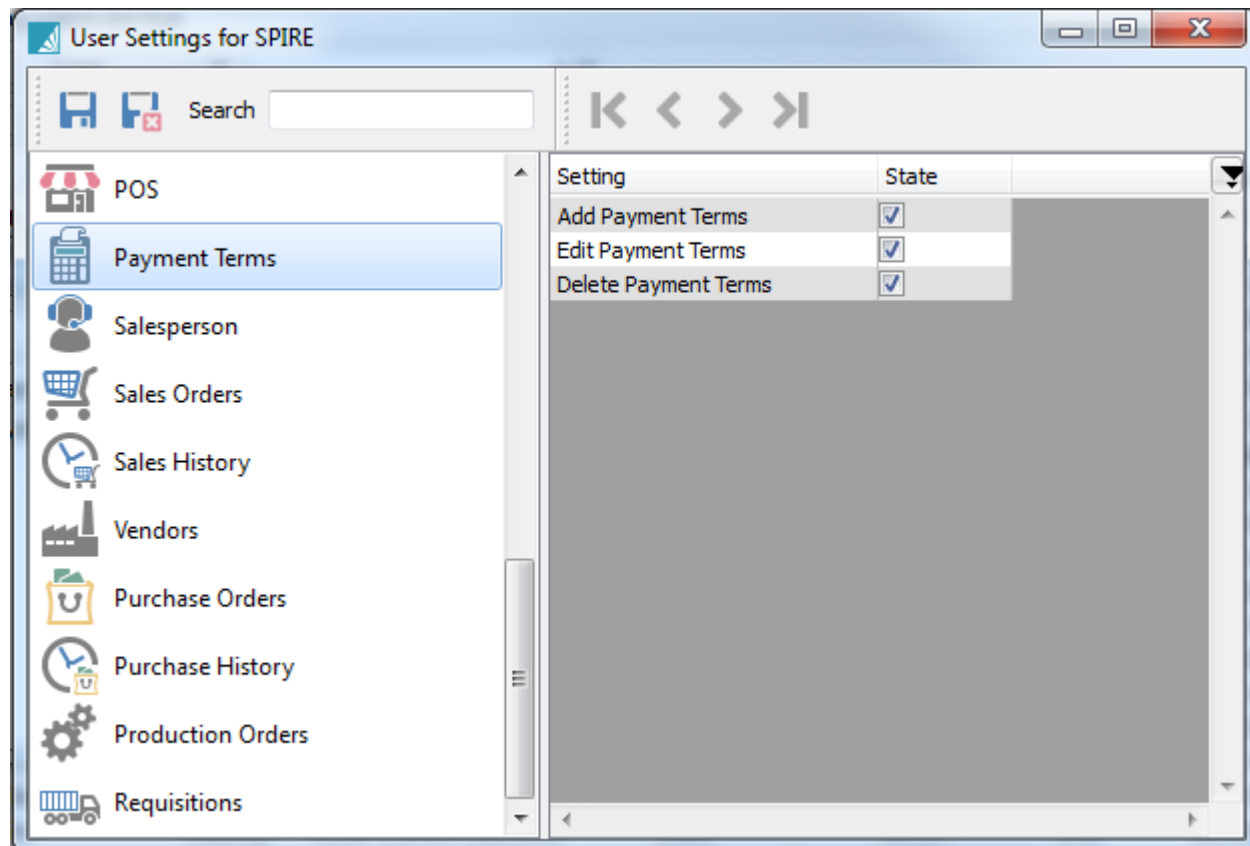 User Settings for SPIRE
Search
POS
Payment Terms
Salesperson
Sales Orders
Sales History
Vendors
Purchase Orders
Purchase History
Production Orders
Requisitions
Setting State
Add Payment Terms
Edit Payment Terms
Delete Payment Terms